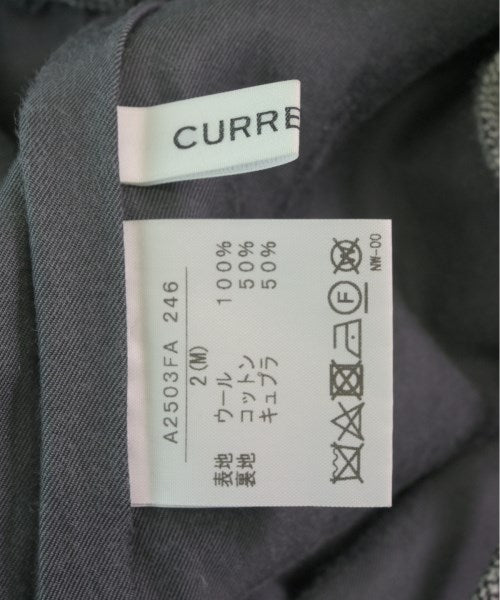 CURRE
A2503FA 246
2(M)
表地 ウール 100%
裏地 コットン 50%
キュプラ 50%
F
W
NW-00